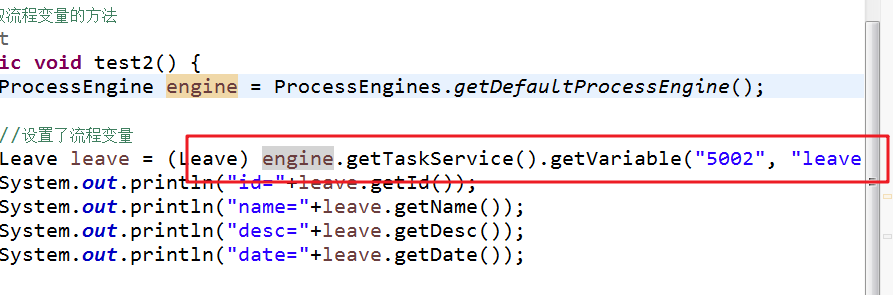 流程变量的方法
t
ic void test2() {
ProcessEngine engine = ProcessEngines.getDefaultProcessEngine();
//设置了流程变量
Leave leave = (Leave) engine.getTaskService().getVariable("5002", "leave
System.out.println("id="+leave.getId());
System.out.println("name="+leave.getName());
System.out.println("desc="+leave.getDesc());
System.out.println("date="+leave.getDate());